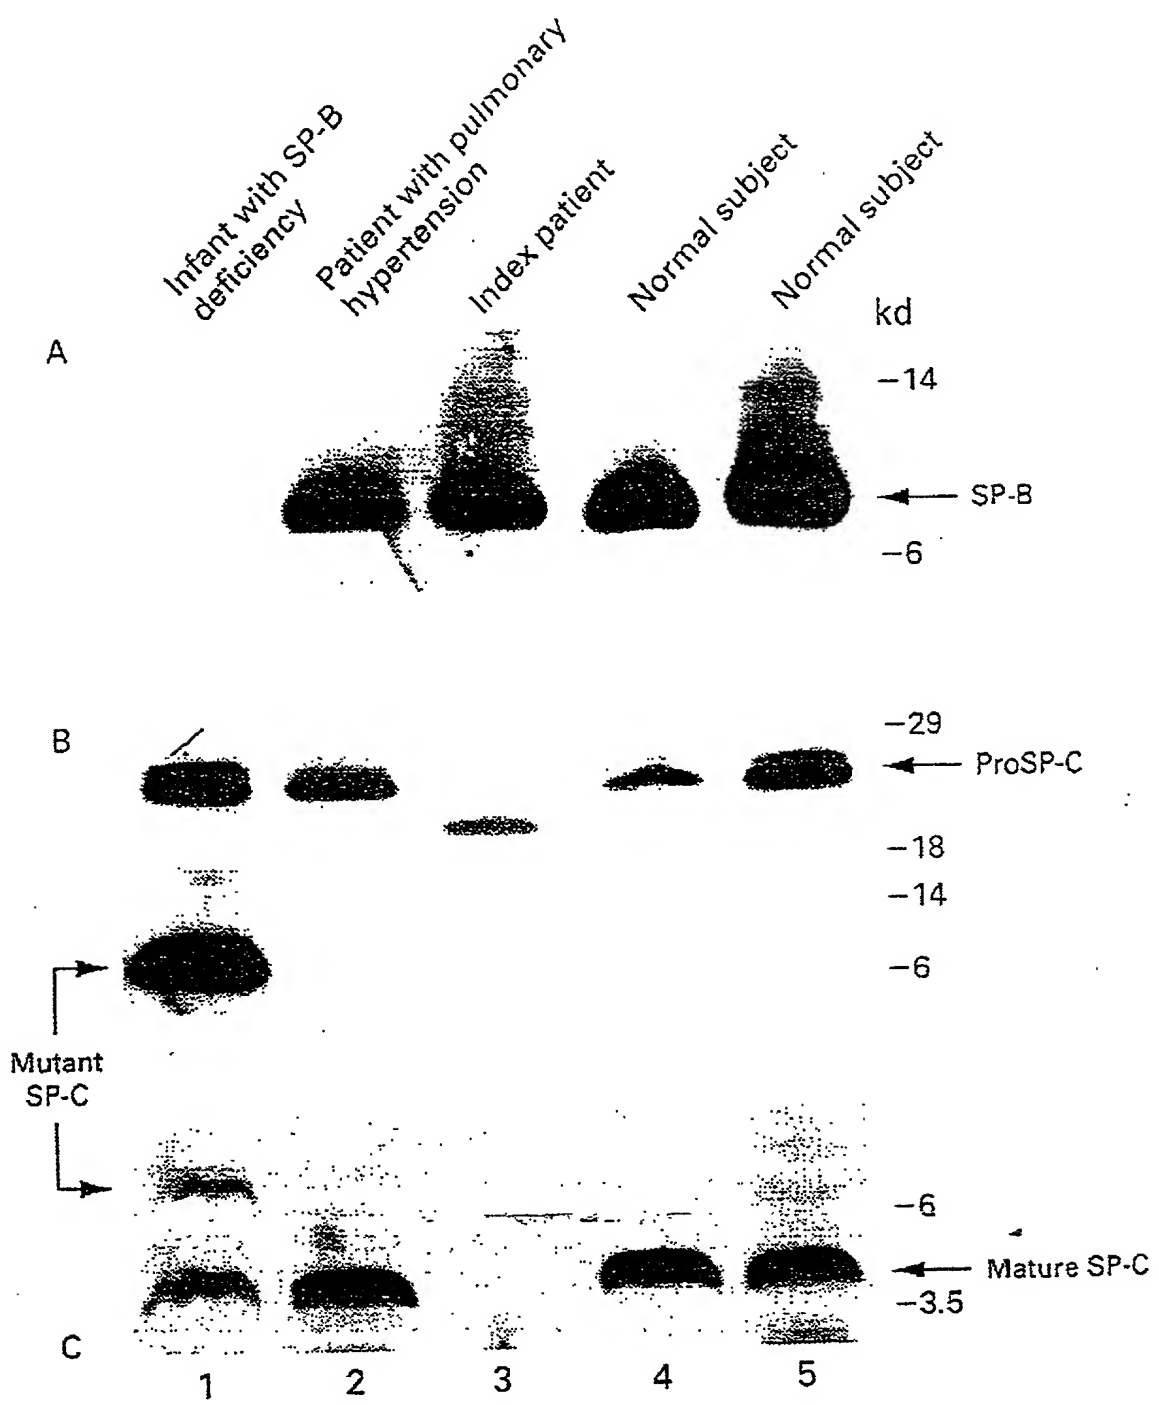 Infant with SP-B
deficiency
Patient with pulmonary
hypertension
Index patient
Normal subject
Normal subject
kd
A
–14
SP-B
–6
B
–29
ProSP-C
–18
–14
–6
Mutant
SP-C
–6
Mature SP-C
–3.5
C
1
2
3
4
5